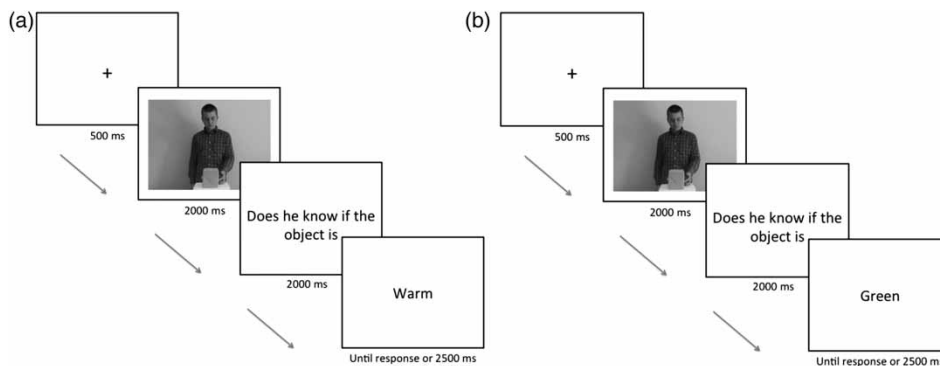 (a)
+
500 ms
2000 ms
Does he know if the
object is
2000 ms
Warm
Until response or 2500 ms
(b)
+
500 ms
2000 ms
Does he know if the
object is
2000 ms
Green
Until response or 2500 ms